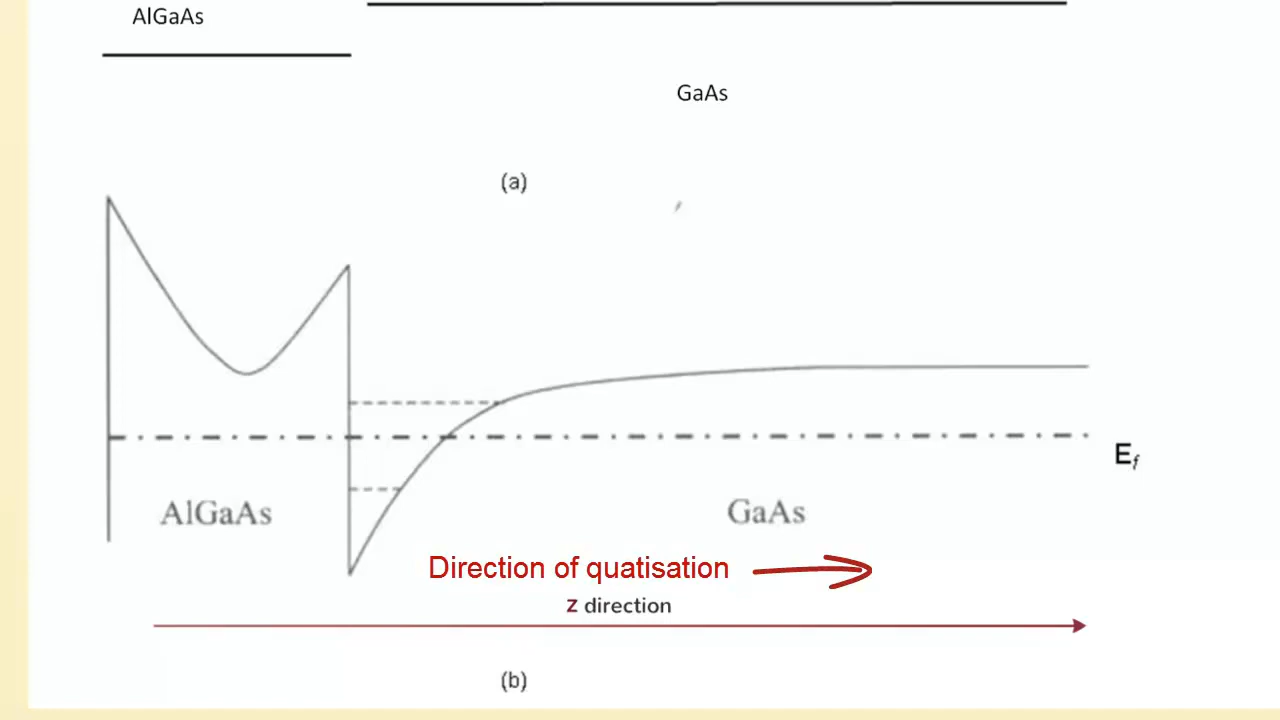 AlGaAs
GaAs
(a)
E_f
AlGaAs
GaAs
Direction of quatisation
z direction
(b)